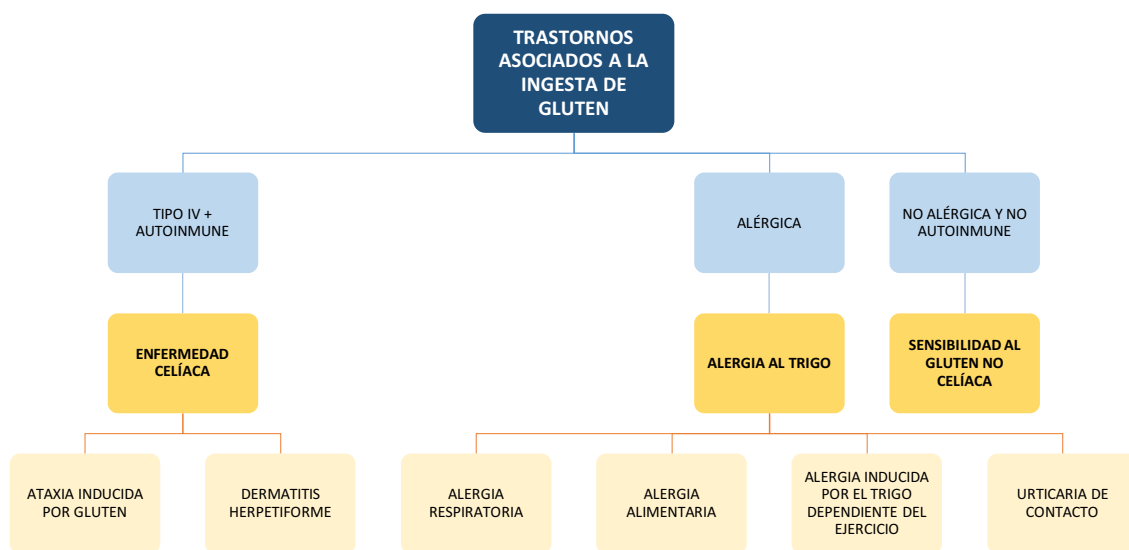 TRASTORNOS
ASOCIADOS A LA
INGESTA DE
GLUTEN
TIPO IV +
AUTOINMUNE
ALÉRGICA
NO ALÉRGICA Y NO
AUTOINMUNE
ENFERMEDAD
CELÍACA
ALERGIA AL TRIGO
SENSIBILIDAD AL
GLUTEN NO
CELÍACA
ATAXIA INDUCIDA
POR GLUTEN
DERMATITIS
HERPETIFORME
ALERGIA
RESPIRATORIA
ALERGIA
ALIMENTARIA
ALERGIA INDUCIDA
POR EL TRIGO
DEPENDIENTE DEL
EJERCICIO
URTICARIA DE
CONTACTO